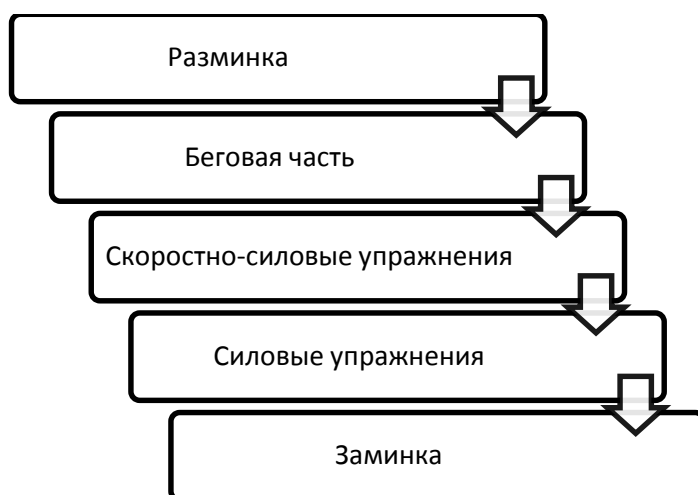 Разминка
Беговая часть
Скоростно-силовые упражнения
Силовые упражнения
Заминка